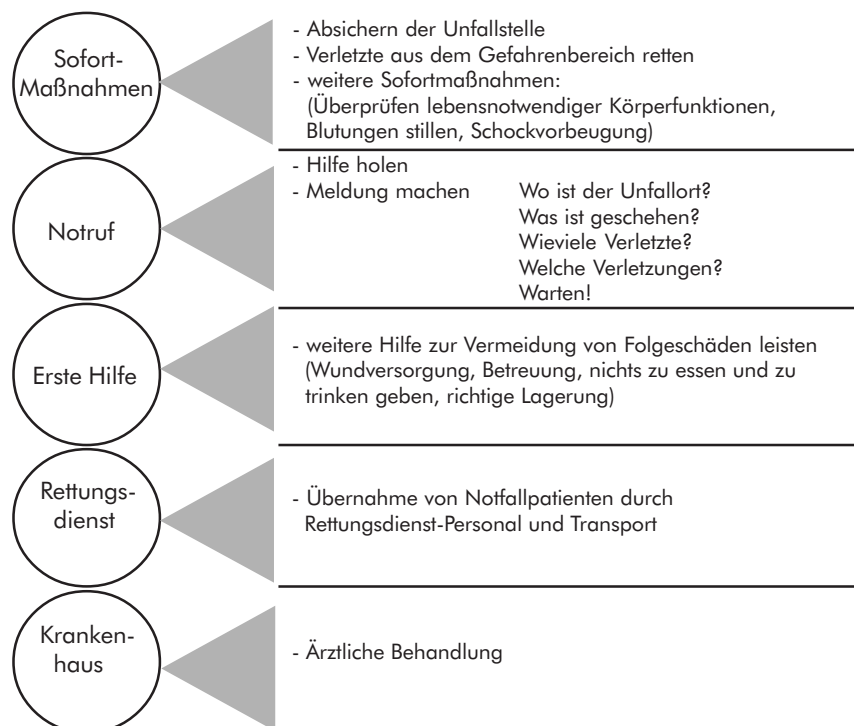 Sofort-
Maßnahmen
- Absichern der Unfallstelle
- Verletzte aus dem Gefahrenbereich retten
- weitere Sofortmaßnahmen:
(Überprüfen lebensnotwendiger Körperfunktionen,
Blutungen stillen, Schockvorbeugung)
Notruf
- Hilfe holen
- Meldung machen Wo ist der Unfallort?
Was ist geschehen?
Wieviele Verletzte?
Welche Verletzungen?
Warten!
Erste Hilfe
- weitere Hilfe zur Vermeidung von Folgeschäden leisten
(Wundversorgung, Betreuung, nichts zu essen und zu
trinken geben, richtige Lagerung)
Rettungs-
dienst
- Übernahme von Notfallpatienten durch
Rettungsdienst-Personal und Transport
Kranken-
haus
- Ärztliche Behandlung